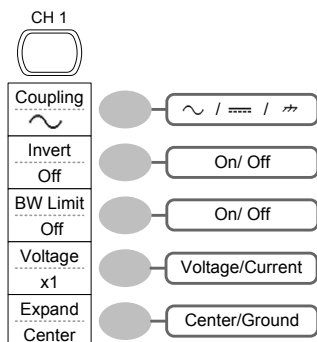 CH 1
Coupling
∿ / ⎓ / ⏚
Invert
On/ Off
Off
BW Limit
On/ Off
Off
Voltage
Voltage/Current
x1
Expand
Center/Ground
Center